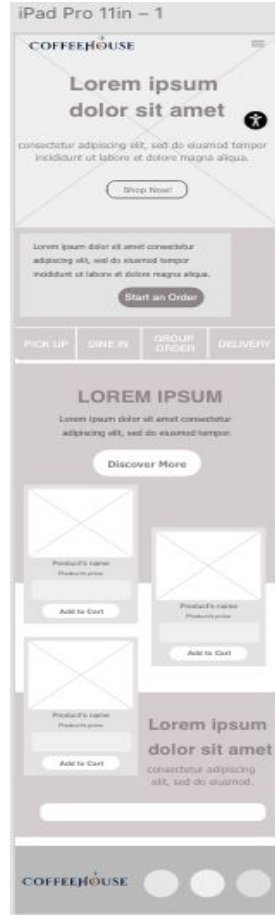 iPad Pro 11in – 1
COFFEEHOUSE
Lorem ipsum
dolor sit amet
consectetur adipiscing elit, sed do eiusmod tempor
incididunt ut labore et dolore magna aliqua.
Shop Now!
Lorem ipsum dolor sit amet consectetur
adipiscing elit, sed do eiusmod tempor
incididunt ut labore et dolore magna aliqua.
Start an Order
PICK UP
DINE IN
GROUP
ORDER
DELIVERY
LOREM IPSUM
Lorem ipsum dolor sit amet consectetur
adipiscing elit, sed do eiusmod tempor.
Discover More
Product's name
Product's price
Add to Cart
Product's name
Product's price
Add to Cart
Product's name
Product's price
Add to Cart
Lorem ipsum
dolor sit amet
consectetur adipiscing
elit, sed do eiusmod.
COFFEEHOUSE